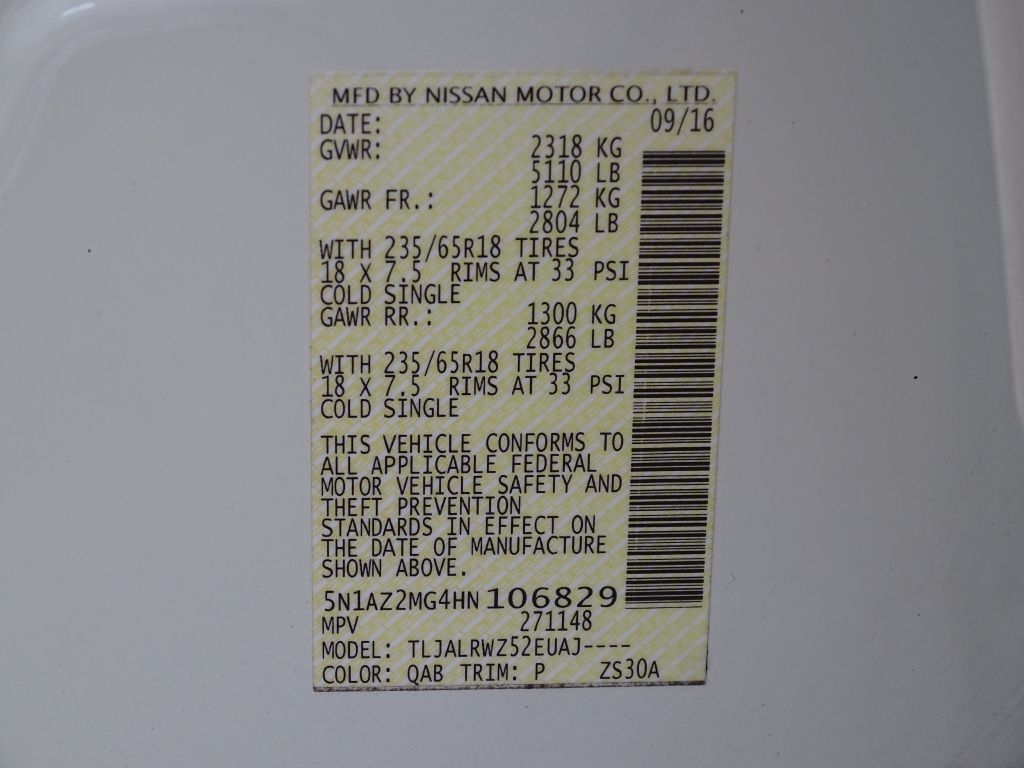 MFD BY NISSAN MOTOR CO., LTD.
DATE: 09/16
GVWR: 2318 KG
5110 LB
GAWR FR.: 1272 KG
2804 LB
WITH 235/65R18 TIRES
18 X 7.5 RIMS AT 33 PSI
COLD SINGLE
GAWR RR.: 1300 KG
2866 LB
WITH 235/65R18 TIRES
18 X 7.5 RIMS AT 33 PSI
COLD SINGLE
THIS VEHICLE CONFORMS TO
ALL APPLICABLE FEDERAL
MOTOR VEHICLE SAFETY AND
THEFT PREVENTION
STANDARDS IN EFFECT ON
THE DATE OF MANUFACTURE
SHOWN ABOVE.
5N1AZ2MG4HN 106829
MPV 271148
MODEL: TLJALRWZ52EUAJ----
COLOR: QAB TRIM: P ZS30A